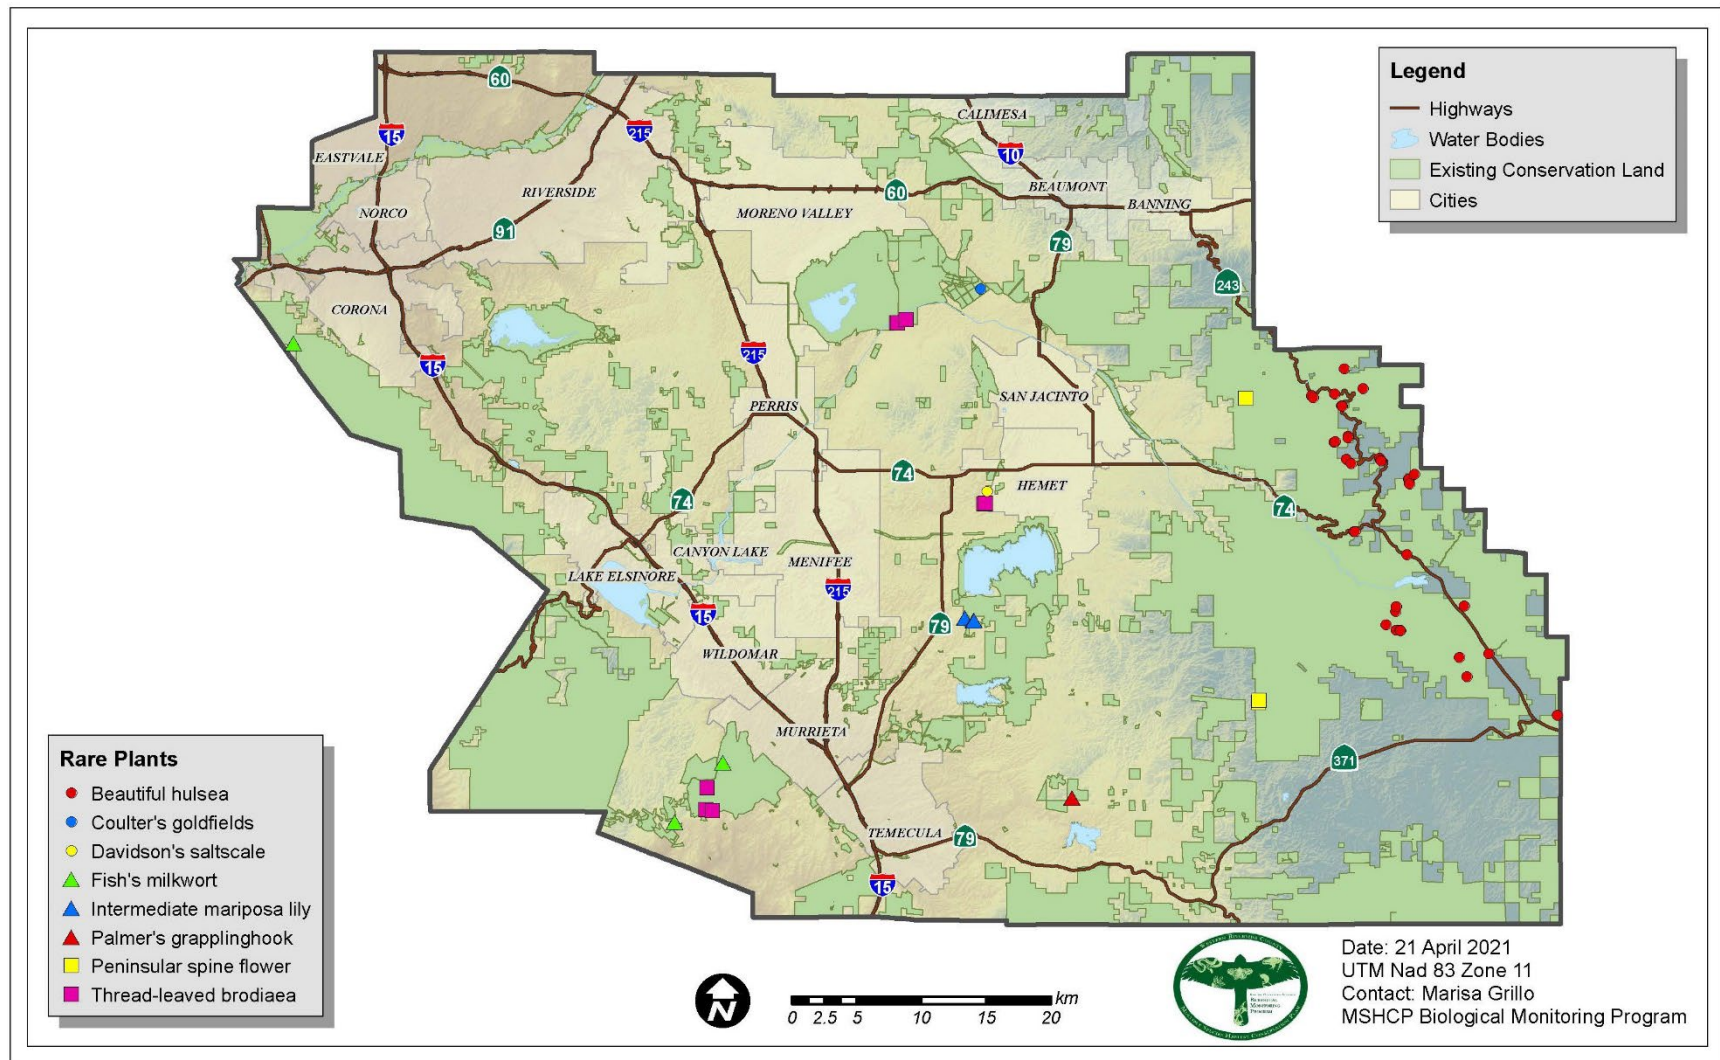 Legend
Highways
Water Bodies
Existing Conservation Land
Cities
60
15
215
CALIMESA
10
EASTVALE
RIVERSIDE
60
BEAUMONT
NORCO
MORENO VALLEY
BANNING
91
79
243
CORONA
15
215
PERRIS
SAN JACINTO
74
HEMET
74
74
CANYON LAKE
MENIFEE
LAKE ELSINORE
215
15
79
WILDOMAR
MURRIETA
371
TEMECULA
79
15
Rare Plants
Beautiful hulsea
Coulter's goldfields
Davidson's saltscale
Fish's milkwort
Intermediate mariposa lily
Palmer's grapplinghook
Peninsular spine flower
Thread-leaved brodiaea
N
km
0 2.5 5 10 15 20
BIOLOGICAL
MONITORING
PROGRAM
Date: 21 April 2021
UTM Nad 83 Zone 11
Contact: Marisa Grillo
MSHCP Biological Monitoring Program